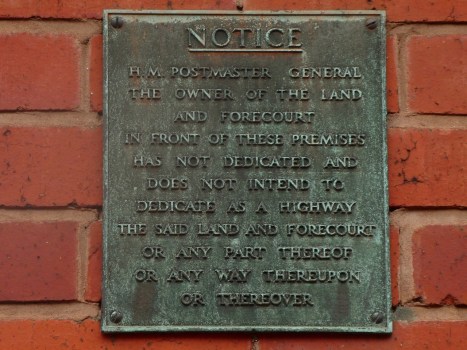 NOTICE
H.M. POSTMASTER GENERAL
THE OWNER OF THE LAND
AND FORECOURT
IN FRONT OF THESE PREMISES
HAS NOT DEDICATED AND
DOES NOT INTEND TO
DEDICATE AS A HIGHWAY
THE SAID LAND AND FORECOURT
OR ANY PART THEREOF
OR ANY WAY THEREUPON
OR THEREOVER